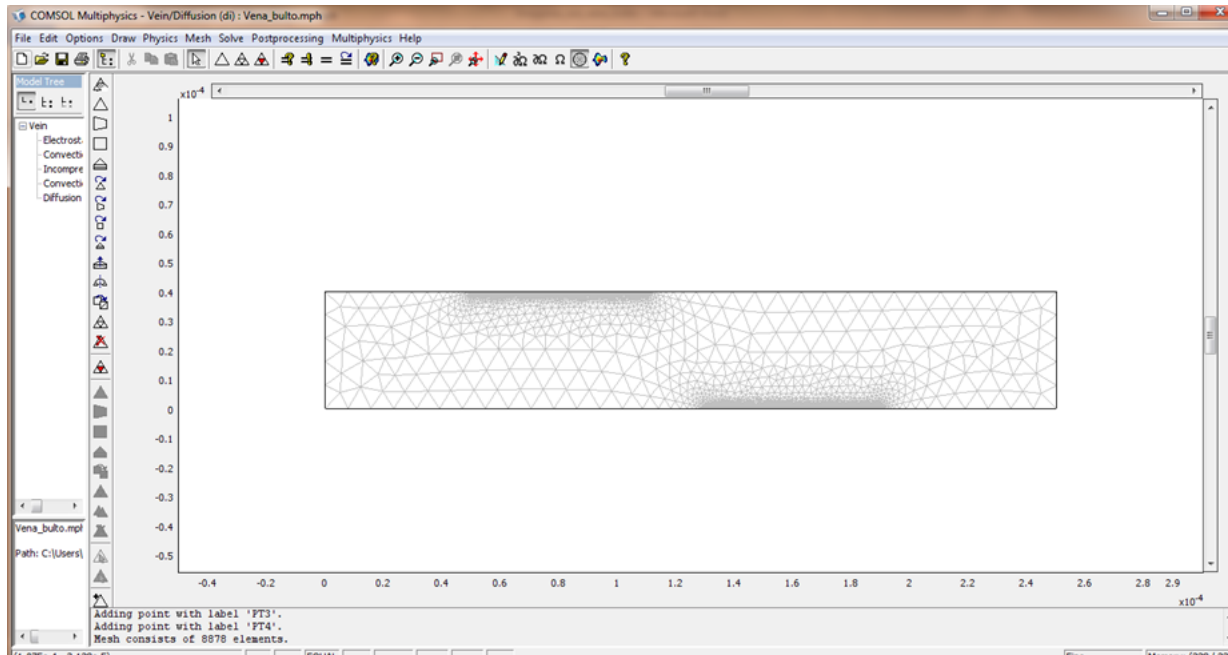 COMSOL Multiphysics - Vein/Diffusion (di) : Vena_bulto.mph
File Edit Options Draw Physics Mesh Solve Postprocessing Multiphysics Help
Model Tree
Vein
Electrost
Convecti
Incompre
Convecti
Diffusion
Vena_bulto.mpl
Path: C:\Users\
x10-4
1
0.9
0.8
0.7
0.6
0.5
0.4
0.3
0.2
0.1
0
-0.1
-0.2
-0.3
-0.4
-0.5
-0.4 -0.2 0 0.2 0.4 0.6 0.8 1 1.2 1.4 1.6 1.8 2 2.2 2.4 2.6 2.8 2.9
x10-4
Adding point with label 'PT3'.
Adding point with label 'PT4'.
Mesh consists of 8878 elements.